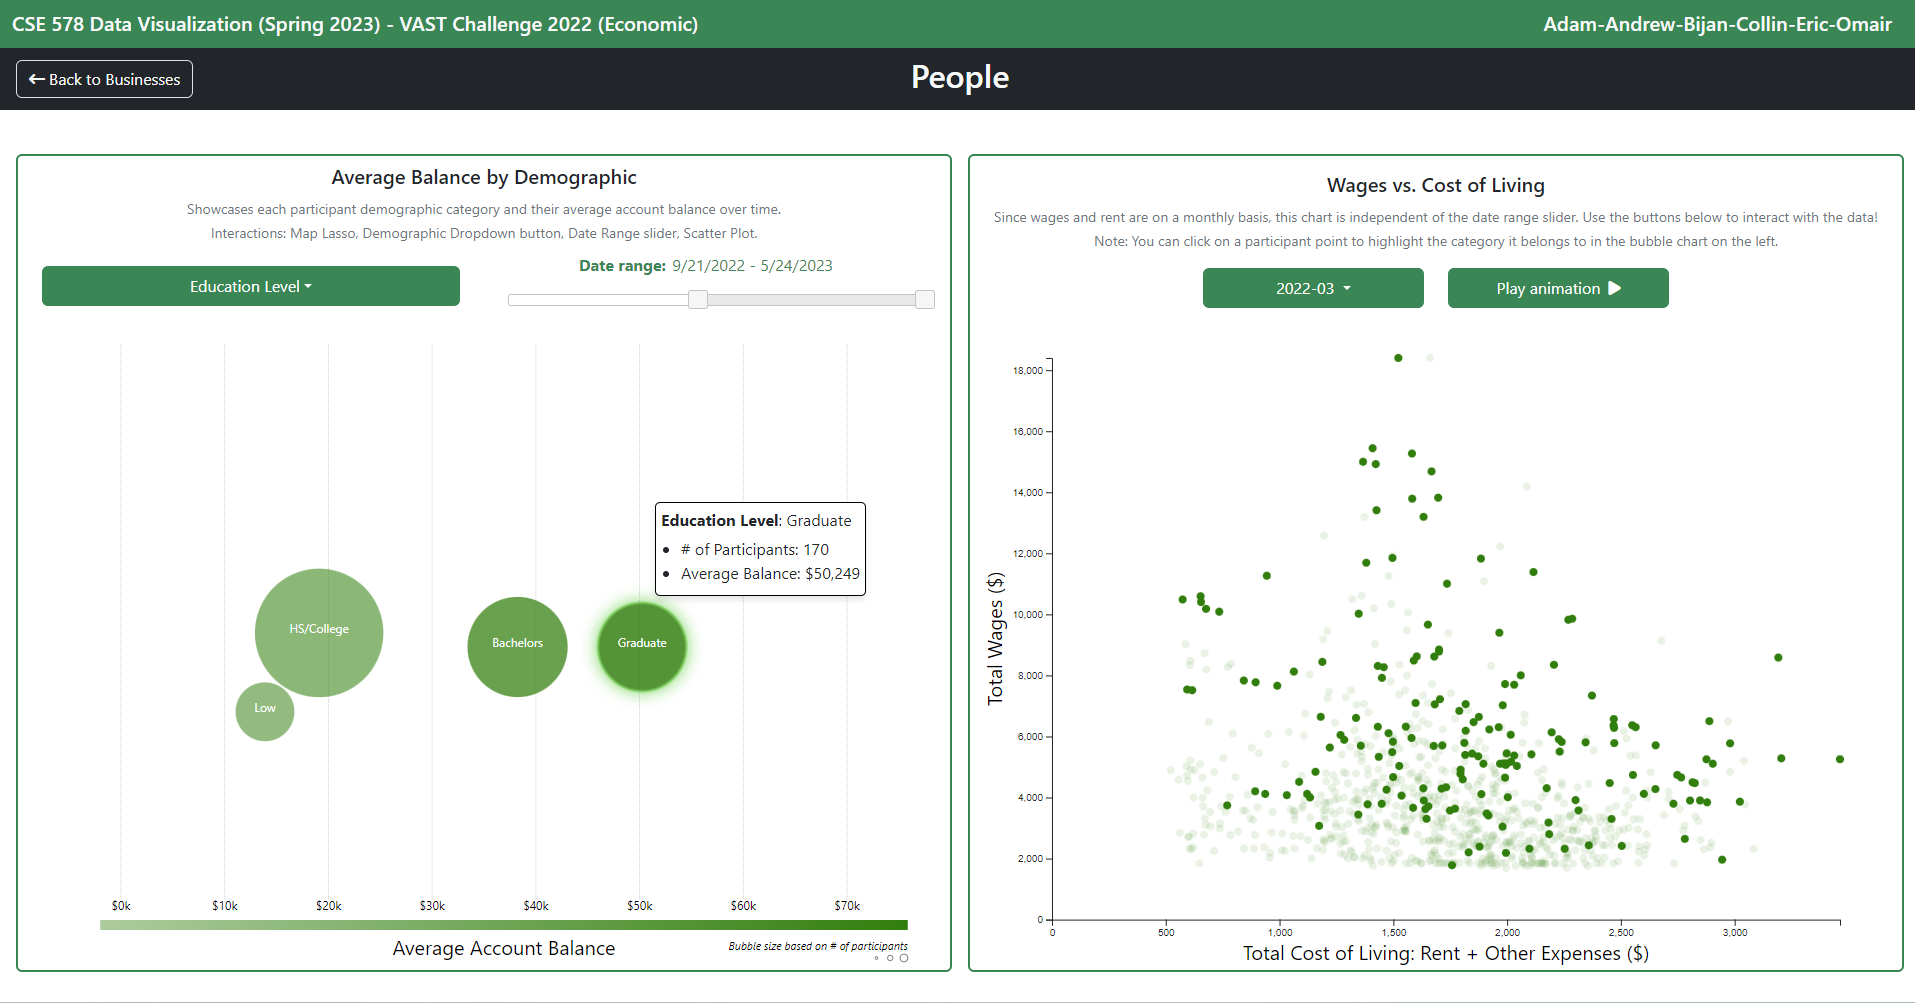 CSE 578 Data Visualization (Spring 2023) - VAST Challenge 2022 (Economic)
Adam-Andrew-Bijan-Collin-Eric-Omair
Back to Businesses
People
Average Balance by Demographic
Showcases each participant demographic category and their average account balance over time.
Interactions: Map Lasso, Demographic Dropdown button, Date Range slider, Scatter Plot.
Education Level
Date range: 9/21/2022 - 5/24/2023
Education Level: Graduate
• # of Participants: 170
• Average Balance: $50,249
HS/College
Bachelors
Graduate
Low
$0k $10k $20k $30k $40k $50k $60k $70k
Average Account Balance
Bubble size based on # of participants
Wages vs. Cost of Living
Since wages and rent are on a monthly basis, this chart is independent of the date range slider. Use the buttons below to interact with the data!
Note: You can click on a participant point to highlight the category it belongs to in the bubble chart on the left.
2022-03
Play animation
Total Wages ($)
18,000
16,000
14,000
12,000
10,000
8,000
6,000
4,000
2,000
0
0 500 1,000 1,500 2,000 2,500 3,000
Total Cost of Living: Rent + Other Expenses ($)